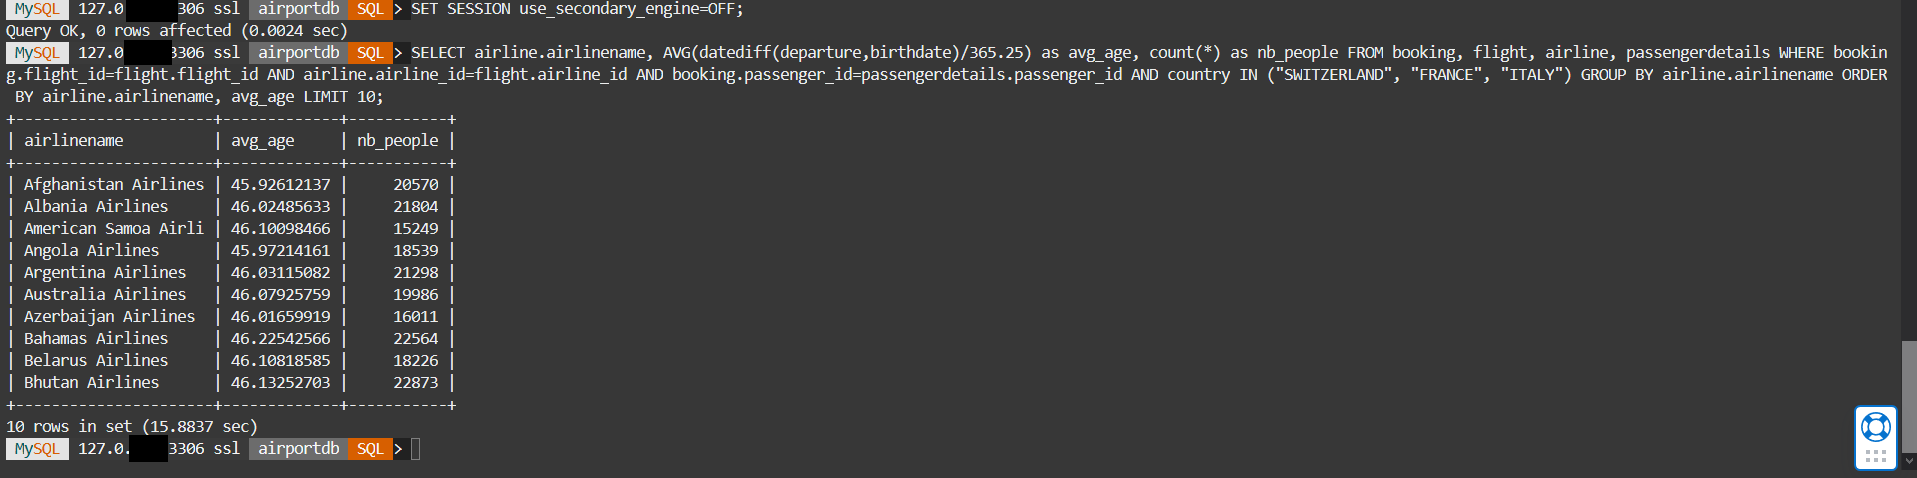 MySQL 127.0 306 ssl airportdb SQL > SET SESSION use_secondary_engine=OFF;
Query OK, 0 rows affected (0.0024 sec)
MySQL 127.0 3306 ssl airportdb SQL > SELECT airline.airlinename, AVG(datediff(departure,birthdate)/365.25) as avg_age, count(*) as nb_people FROM booking, flight, airline, passengerdetails WHERE bookin
g.flight_id=flight.flight_id AND airline.airline_id=flight.airline_id AND booking.passenger_id=passengerdetails.passenger_id AND country IN ("SWITZERLAND", "FRANCE", "ITALY") GROUP BY airline.airlinename ORDER
 BY airline.airlinename, avg_age LIMIT 10;
+----------------------+-------------+-----------+
| airlinename          | avg_age     | nb_people |
+----------------------+-------------+-----------+
| Afghanistan Airlines | 45.92612137 |     20570 |
| Albania Airlines     | 46.02485633 |     21804 |
| American Samoa Airli | 46.10098466 |     15249 |
| Angola Airlines      | 45.97214161 |     18539 |
| Argentina Airlines   | 46.03115082 |     21298 |
| Australia Airlines   | 46.07925759 |     19986 |
| Azerbaijan Airlines  | 46.01659919 |     16011 |
| Bahamas Airlines     | 46.22542566 |     22564 |
| Belarus Airlines     | 46.10818585 |     18226 |
| Bhutan Airlines      | 46.13252703 |     22873 |
+----------------------+-------------+-----------+
10 rows in set (15.8837 sec)
MySQL 127.0. 3306 ssl airportdb SQL >